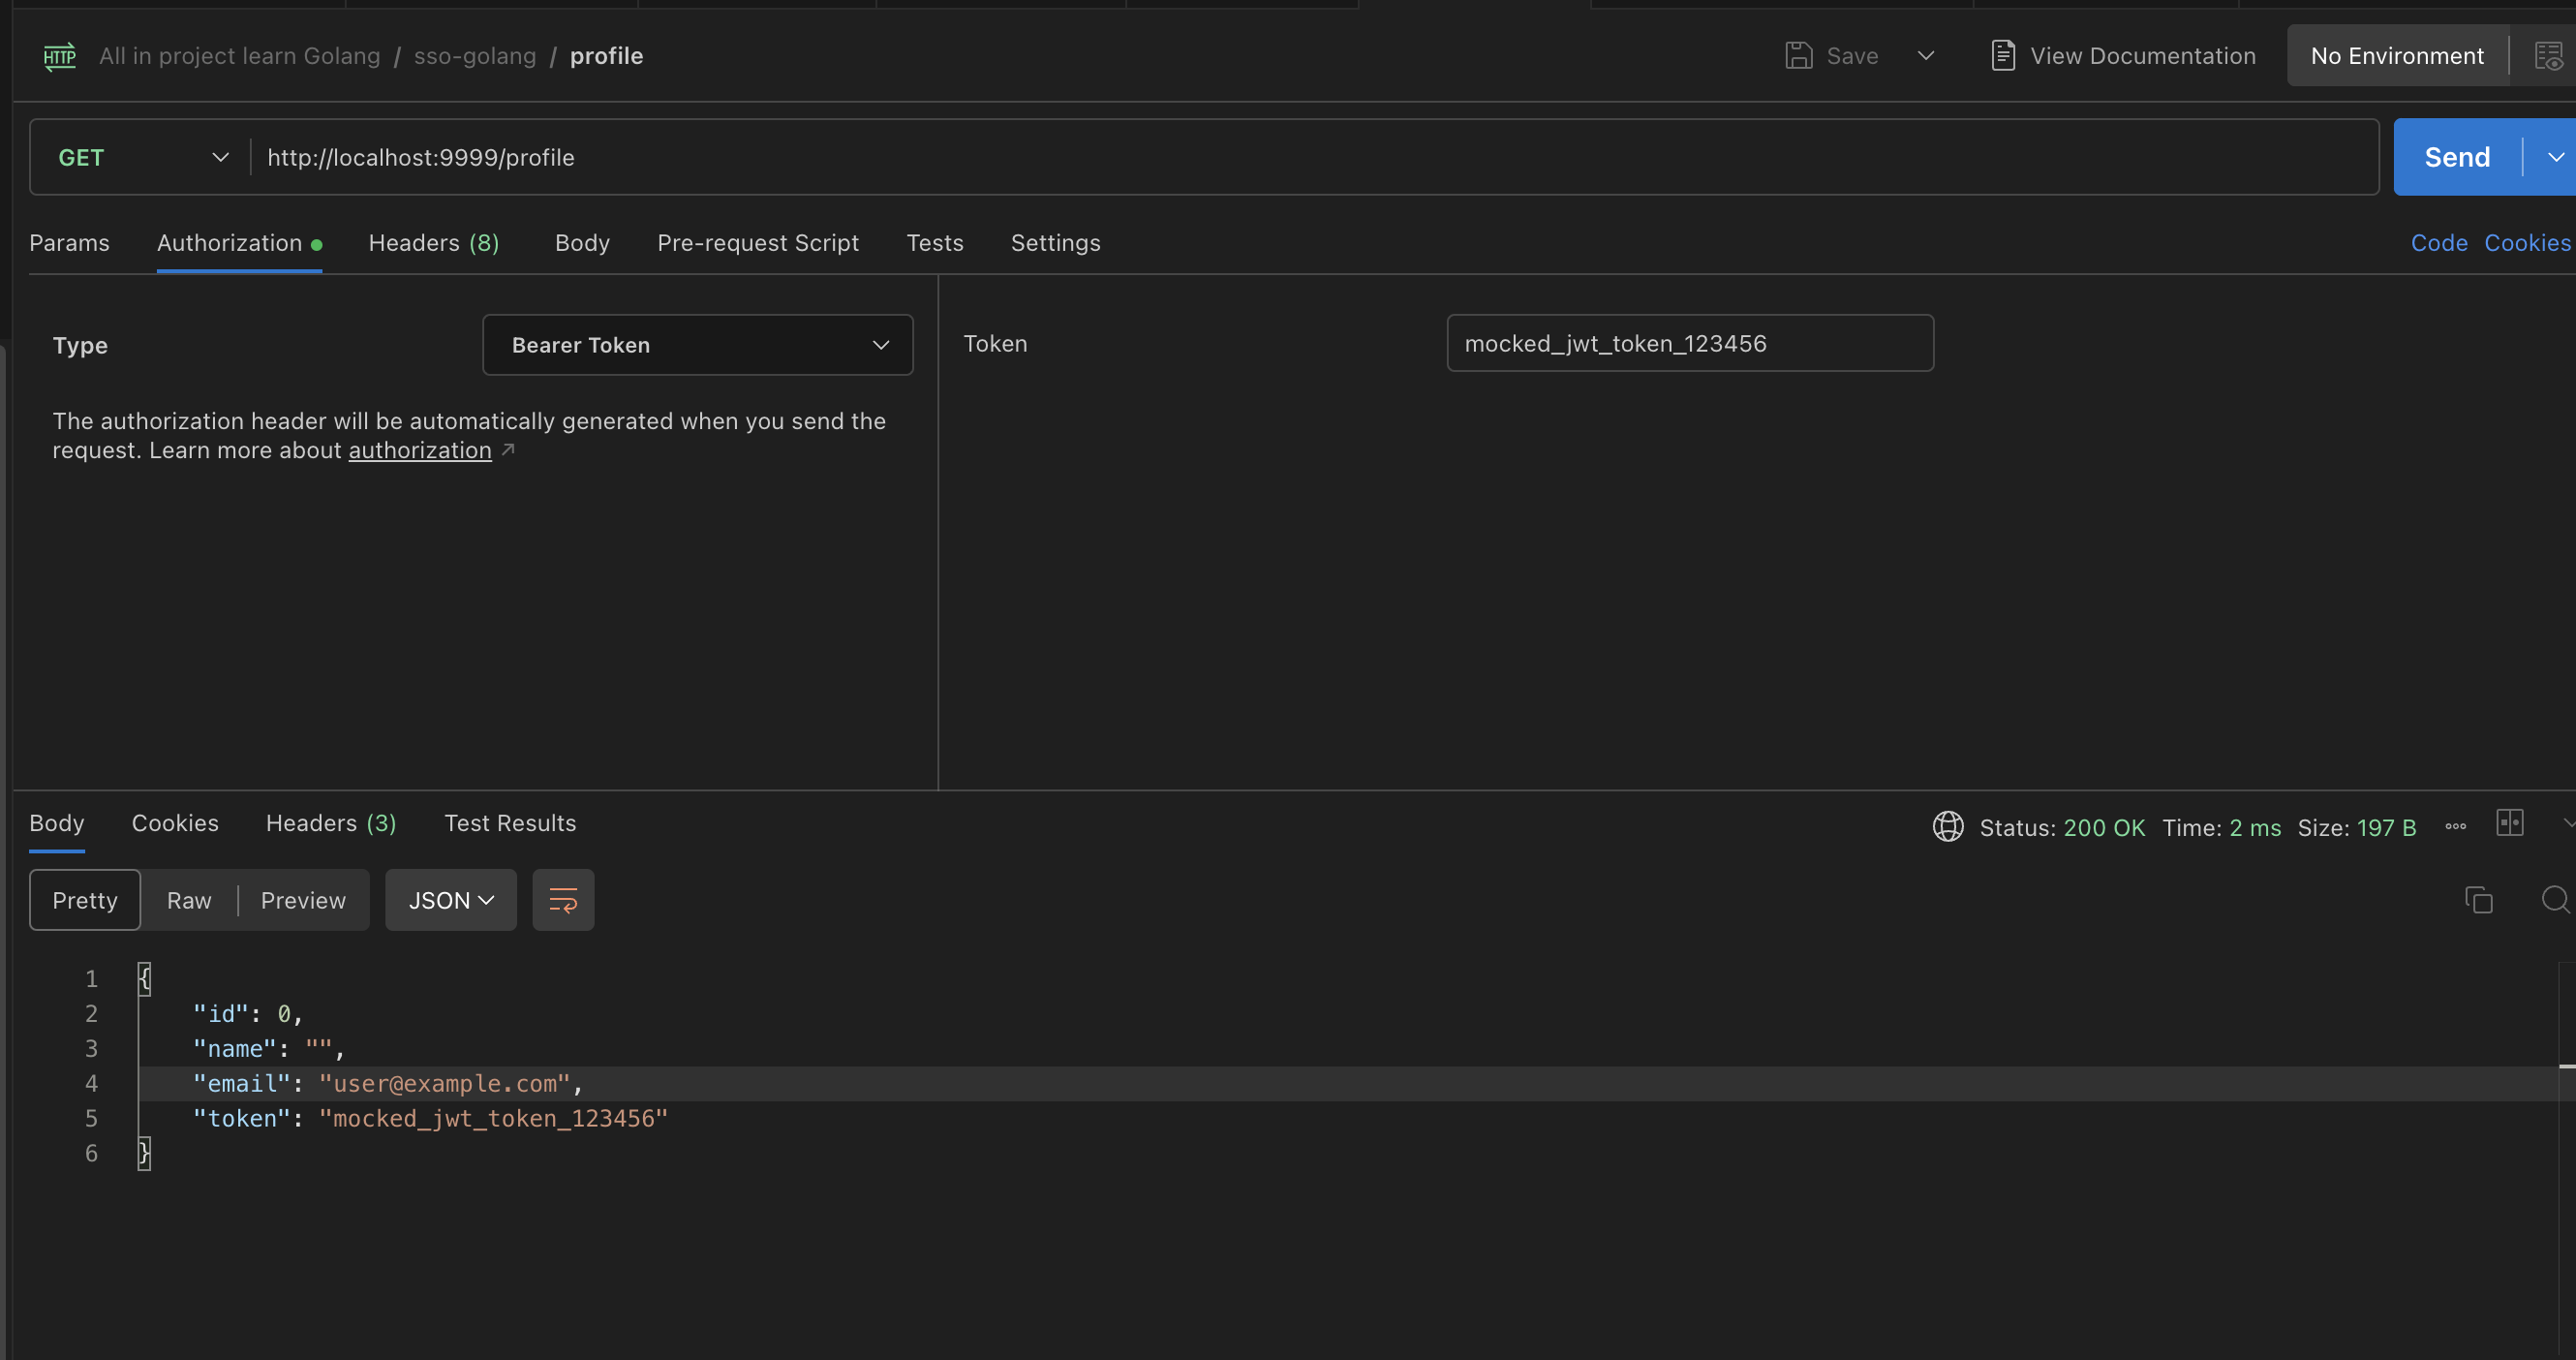 HTTP All in project learn Golang / sso-golang / profile Save View Documentation No Environment
GET http://localhost:9999/profile Send
Params Authorization Headers (8) Body Pre-request Script Tests Settings Code Cookies
Type Bearer Token Token mocked_jwt_token_123456
The authorization header will be automatically generated when you send the
request. Learn more about authorization ↗
Body Cookies Headers (3) Test Results Status: 200 OK Time: 2 ms Size: 197 B
Pretty Raw Preview JSON
1 {
2 "id": 0,
3 "name": "",
4 "email": "user@example.com",
5 "token": "mocked_jwt_token_123456"
6 }